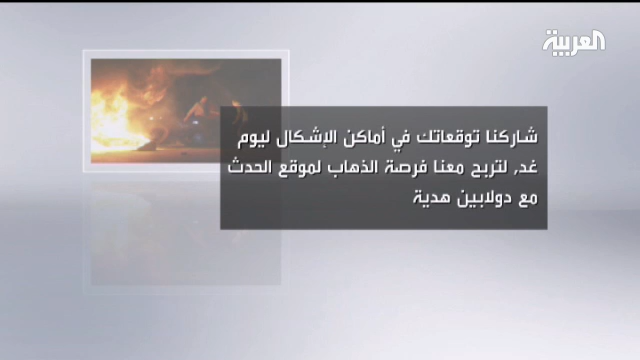 العربية
شاركنا توقعاتك في أماكن الإشكال ليوم
غد, لتربح معنا فرصة الذهاب لموقع الحدث
مع دولابين هدية